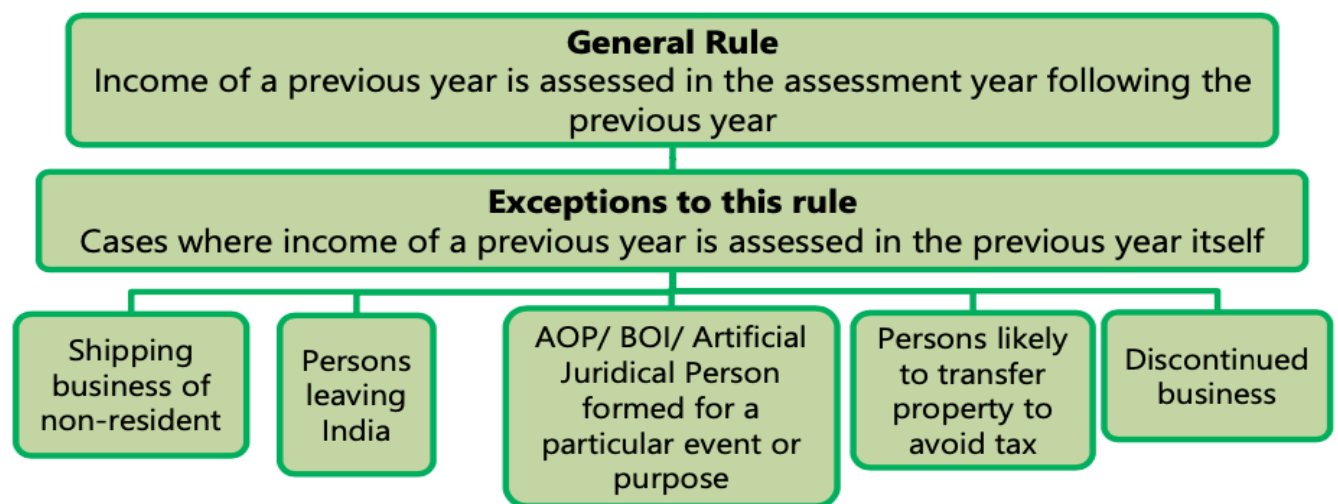 General Rule
Income of a previous year is assessed in the assessment year following the
previous year
Exceptions to this rule
Cases where income of a previous year is assessed in the previous year itself
Shipping
business of
non-resident
Persons
leaving
India
AOP/ BOI/ Artificial
Juridical Person
formed for a
particular event or
purpose
Persons likely
to transfer
property to
avoid tax
Discontinued
business